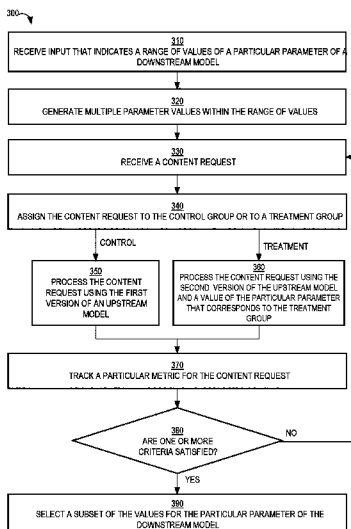 300
310
RECEIVE INPUT THAT INDICATES A RANGE OF VALUES OF A PARTICULAR PARAMETER OF A
DOWNSTREAM MODEL
320
GENERATE MULTIPLE PARAMETER VALUES WITHIN THE RANGE OF VALUES
330
RECEIVE A CONTENT REQUEST
340
ASSIGN THE CONTENT REQUEST TO THE CONTROL GROUP OR TO A TREATMENT GROUP
CONTROL
TREATMENT
350
PROCESS THE CONTENT
REQUEST USING THE FIRST
VERSION OF AN UPSTREAM
MODEL
360
PROCESS THE CONTENT REQUEST USING THE
SECOND VERSION OF THE UPSTREAM MODEL
AND A VALUE OF THE PARTICULAR PARAMETER
THAT CORRESPONDS TO THE TREATMENT
GROUP
370
TRACK A PARTICULAR METRIC FOR THE CONTENT REQUEST
380
ARE ONE OR MORE
CRITERIA SATISFIED?
NO
YES
390
SELECT A SUBSET OF THE VALUES FOR THE PARTICULAR PARAMETER OF THE
DOWNSTREAM MODEL